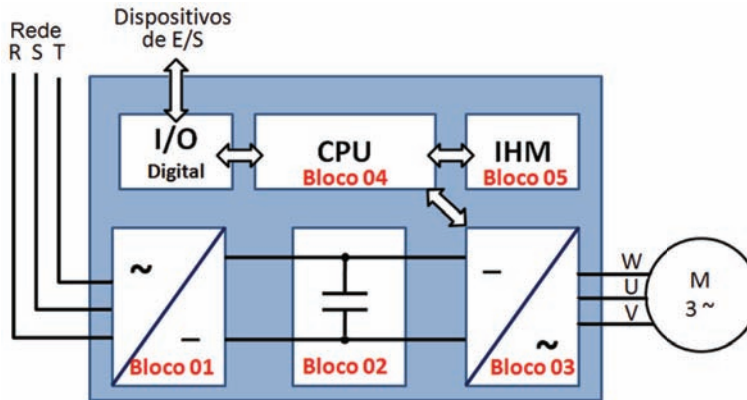 Rede
R S T
Dispositivos
de E/S
I/O
Digital
CPU
Bloco 04
IHM
Bloco 05
~
–
Bloco 01
Bloco 02
–
~
Bloco 03
W
U
V
M
3 ~